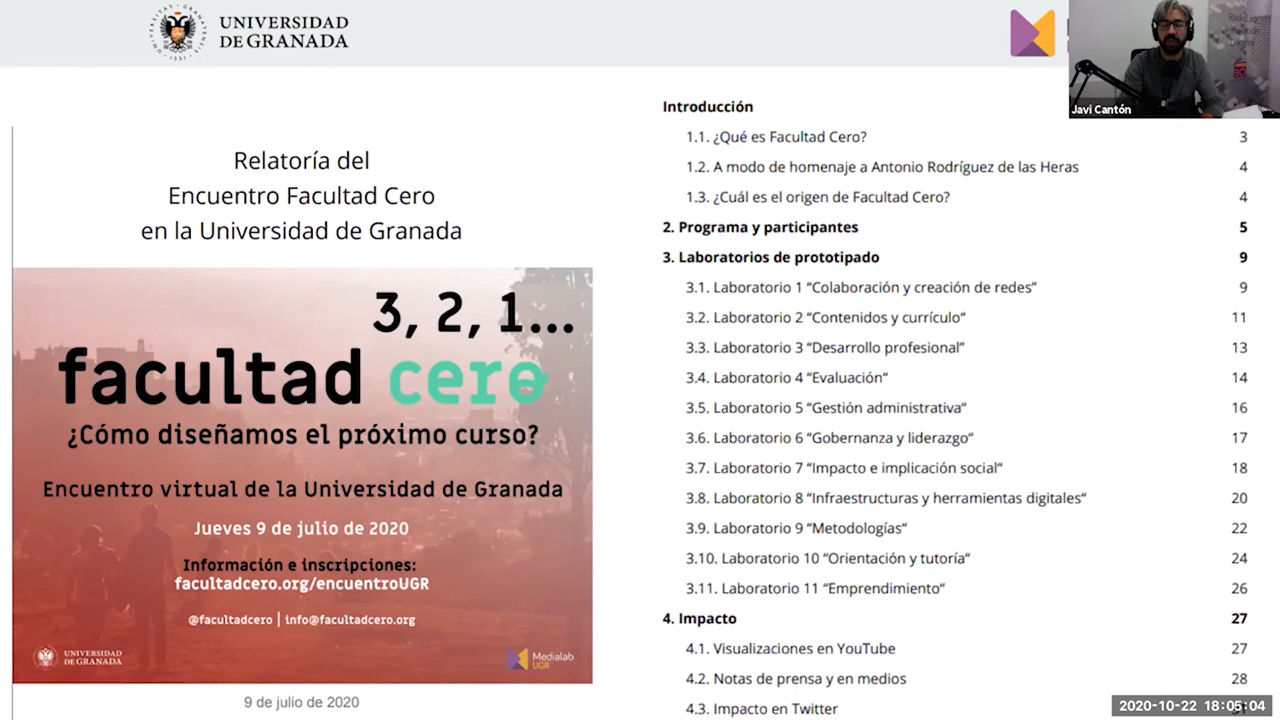 UNIVERSIDAD
DE GRANADA
Javi Cantón
Relatoría del
Encuentro Facultad Cero
en la Universidad de Granada
3, 2, 1...
facultad cero
¿Cómo diseñamos el próximo curso?
Encuentro virtual de la Universidad de Granada
Jueves 9 de julio de 2020
Información e inscripciones:
facultadcero.org/encuentroUGR
@facultadcero | info@facultadcero.org
UNIVERSIDAD
DE GRANADA
Medialab
UGR
9 de julio de 2020
Introducción
1.1. ¿Qué es Facultad Cero? 3
1.2. A modo de homenaje a Antonio Rodríguez de las Heras 4
1.3. ¿Cuál es el origen de Facultad Cero? 4
2. Programa y participantes 5
3. Laboratorios de prototipado 9
3.1. Laboratorio 1 “Colaboración y creación de redes“ 9
3.2. Laboratorio 2 “Contenidos y currículo“ 11
3.3. Laboratorio 3 “Desarrollo profesional“ 13
3.4. Laboratorio 4 “Evaluación“ 14
3.5. Laboratorio 5 “Gestión administrativa“ 16
3.6. Laboratorio 6 “Gobernanza y liderazgo“ 17
3.7. Laboratorio 7 “Impacto e implicación social“ 18
3.8. Laboratorio 8 “Infraestructuras y herramientas digitales“ 20
3.9. Laboratorio 9 “Metodologías“ 22
3.10. Laboratorio 10 “Orientación y tutoría“ 24
3.11. Laboratorio 11 “Emprendimiento“ 26
4. Impacto 27
4.1. Visualizaciones en YouTube 27
4.2. Notas de prensa y en medios 28
4.3. Impacto en Twitter
2020-10-22 18:05:04